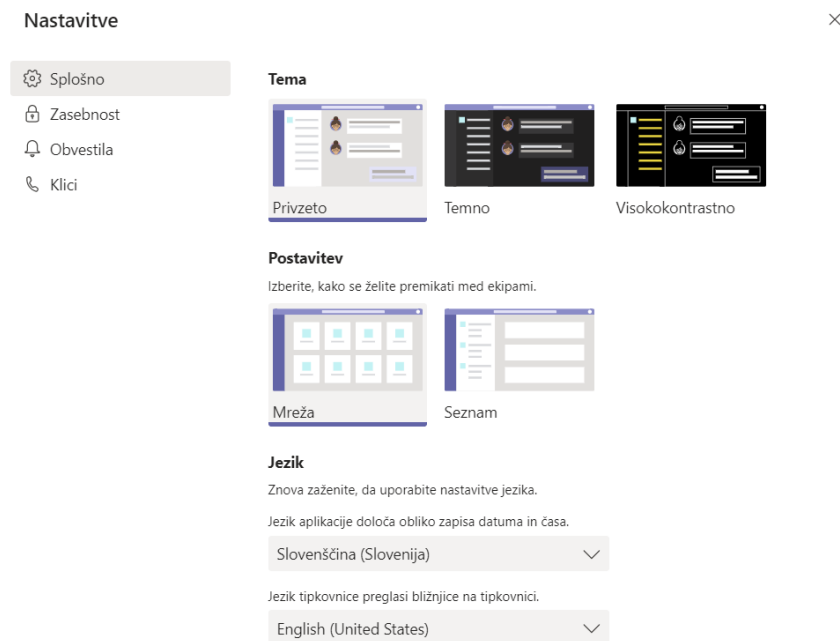 Nastavitve
Splošno
Zasebnost
Obvestila
Klici
Tema
Privzeto
Temno
Visokokontrastno
Postavitev
Izberite, kako se želite premikati med ekipami.
Mreža
Seznam
Jezik
Znova zaženite, da uporabite nastavitve jezika.
Jezik aplikacije določa obliko zapisa datuma in časa.
Slovenščina (Slovenija)
Jezik tipkovnice preglasi bližnjice na tipkovnici.
English (United States)